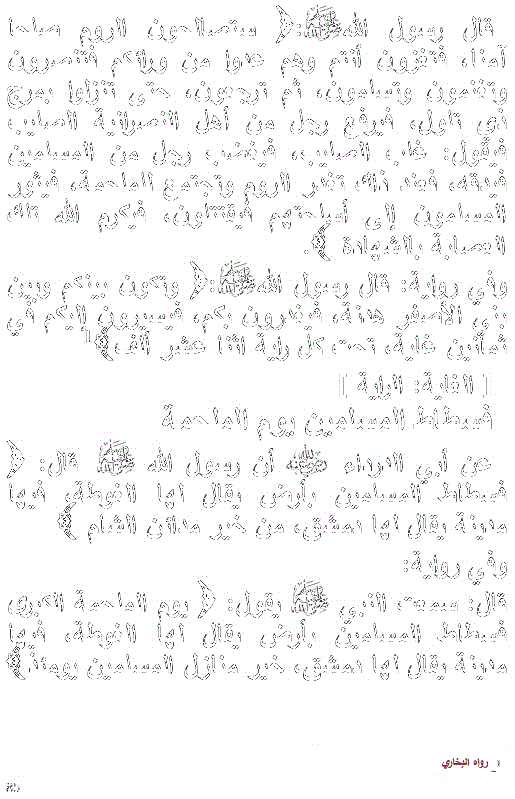 قال رسول الله ﷺ: ﴿ ستصالحون الروم صلحا
آمنا، فتغزون أنتم وهم عدوا من ورائكم فتنصرون
وتغنمون وتسلمون، ثم ترجعون، حتى تنزلوا بمرج
ذي تلول، فيرفع رجل من أهل النصرانية الصليب
فيقول: غلب الصليب، فيغضب رجل من المسلمين
فيدقه، فعند ذلك تغدر الروم وتجتمع للملحمة، فيثور
المسلمون إلى أسلحتهم فيقتتلون، فيكرم الله تلك
العصابة بالشهادة ﴾.
وفي رواية: قال رسول الله ﷺ: ﴿ وتكون بينكم وبين
بني الأصفر هدنة، فيغدرون بكم، فيسيرون إليكم في
ثمانين غاية، تحت كل راية اثنا عشر ألف ﴾1
[ الغاية: الراية ]
فسطاط المسلمين يوم الملحمة
عن أبي الدرداء أن رسول الله ﷺ قال: ﴿
فسطاط المسلمين بأرض يقال لها الغوطة، فيها
مدينة يقال لها دمشق، من خير مدائن الشام ﴾
وفي رواية:
قال: سمعت النبي ﷺ يقول: ﴿ يوم الملحمة الكبرى
فسطاط المسلمين بأرض يقال لها الغوطة، فيها
مدينة يقال لها دمشق، خير منازل المسلمين يومئذ ﴾
1_ رواه البخاري